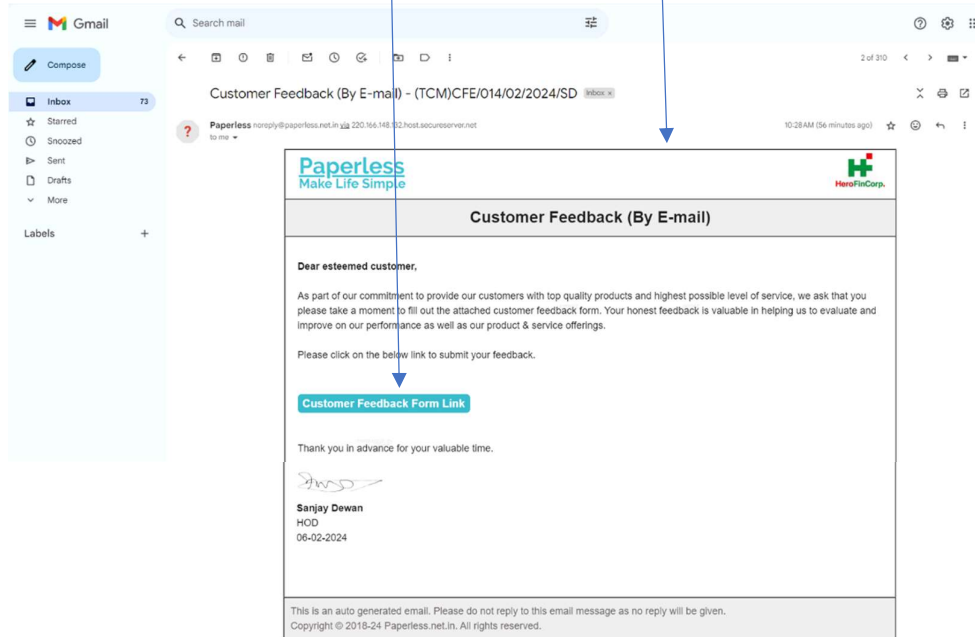 Gmail
Search mail
Compose
2 of 310
Inbox 73
Starred
Snoozed
Sent
Drafts
More
Labels +
Customer Feedback (By E-mail) - (TCM)CFE/014/02/2024/SD Inbox x
Paperless noreply@paperless.net.in via 220.166.148.132.host.secureserver.net
10:28 AM (56 minutes ago)
to me
Paperless
Make Life Simple
HeroFinCorp.
Customer Feedback (By E-mail)
Dear esteemed customer,
As part of our commitment to provide our customers with top quality products and highest possible level of service, we ask that you
please take a moment to fill out the attached customer feedback form. Your honest feedback is valuable in helping us to evaluate and
improve on our performance as well as our product & service offerings.
Please click on the below link to submit your feedback.
Customer Feedback Form Link
Thank you in advance for your valuable time.
Sanjay Dewan
HOD
06-02-2024
This is an auto generated email. Please do not reply to this email message as no reply will be given.
Copyright © 2018-24 Paperless.net.in. All rights reserved.